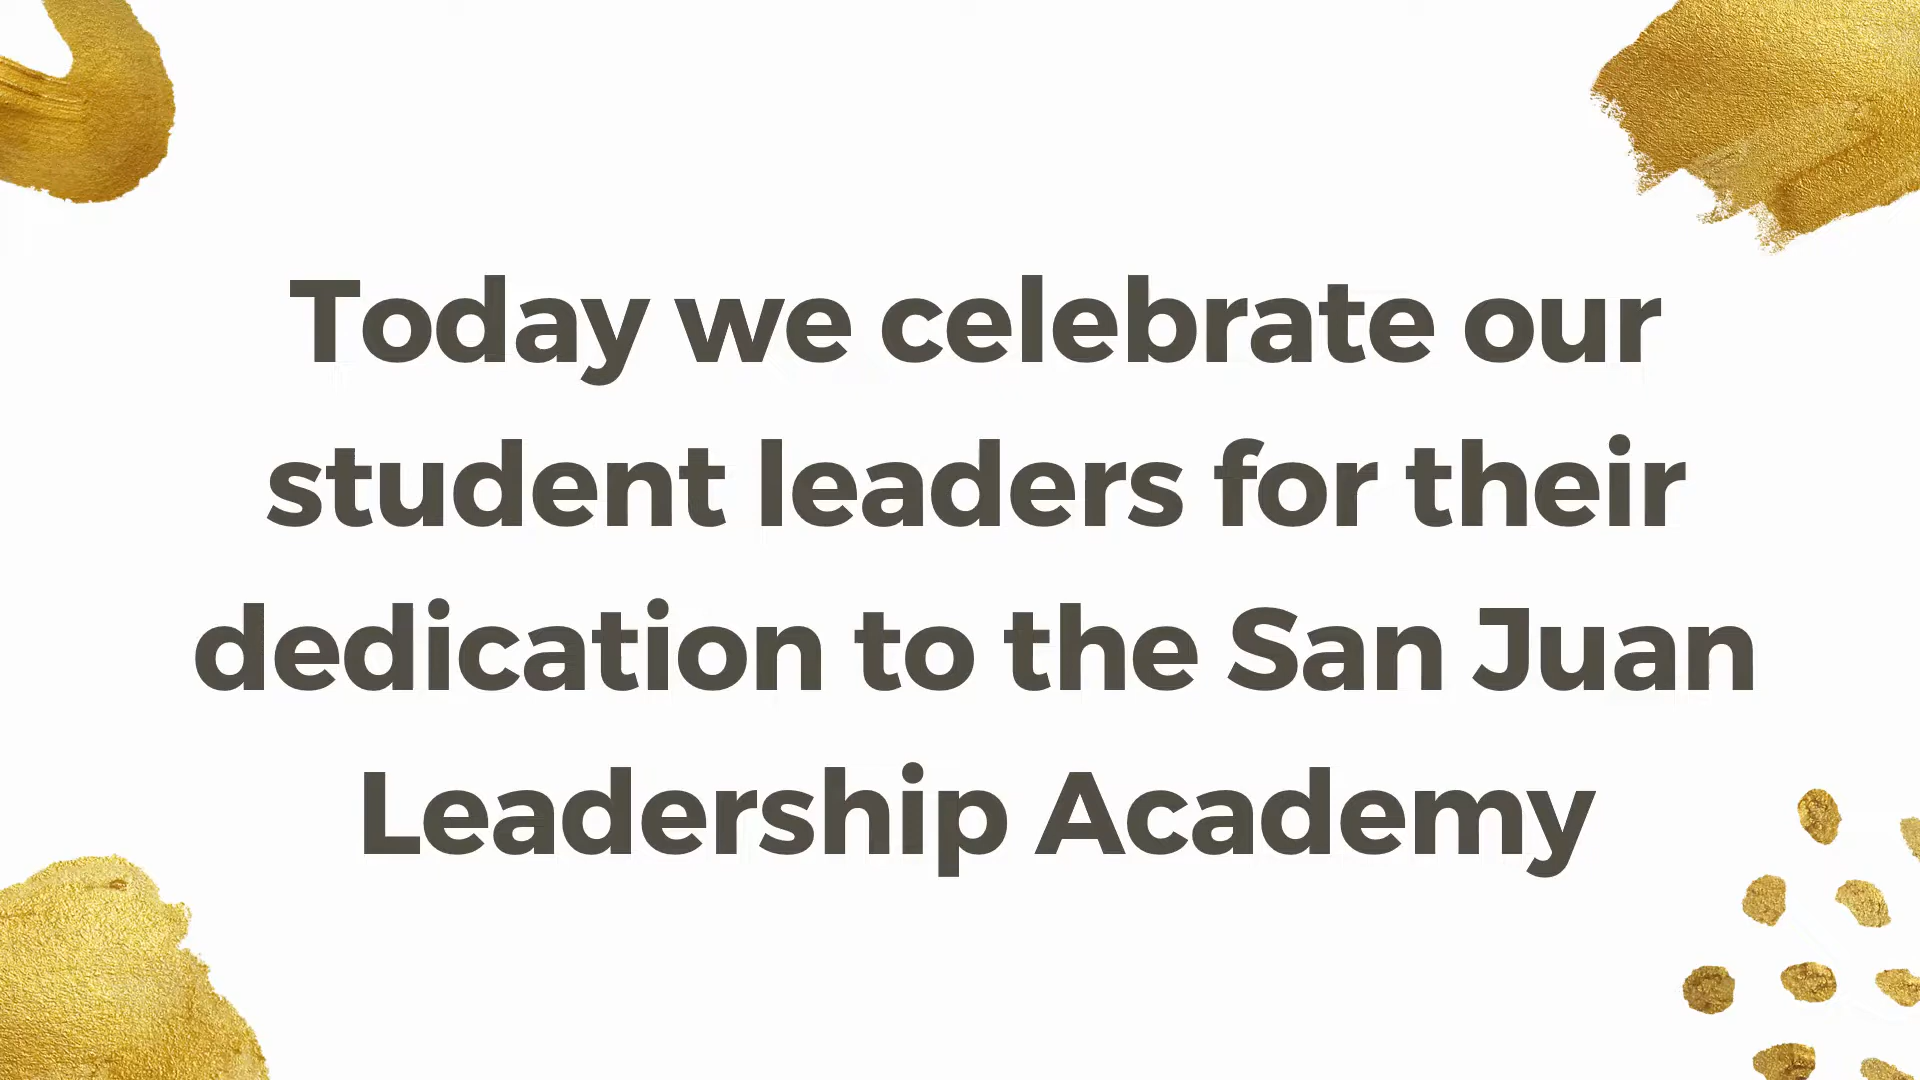 Today we celebrate our
student leaders for their
dedication to the San Juan
Leadership Academy